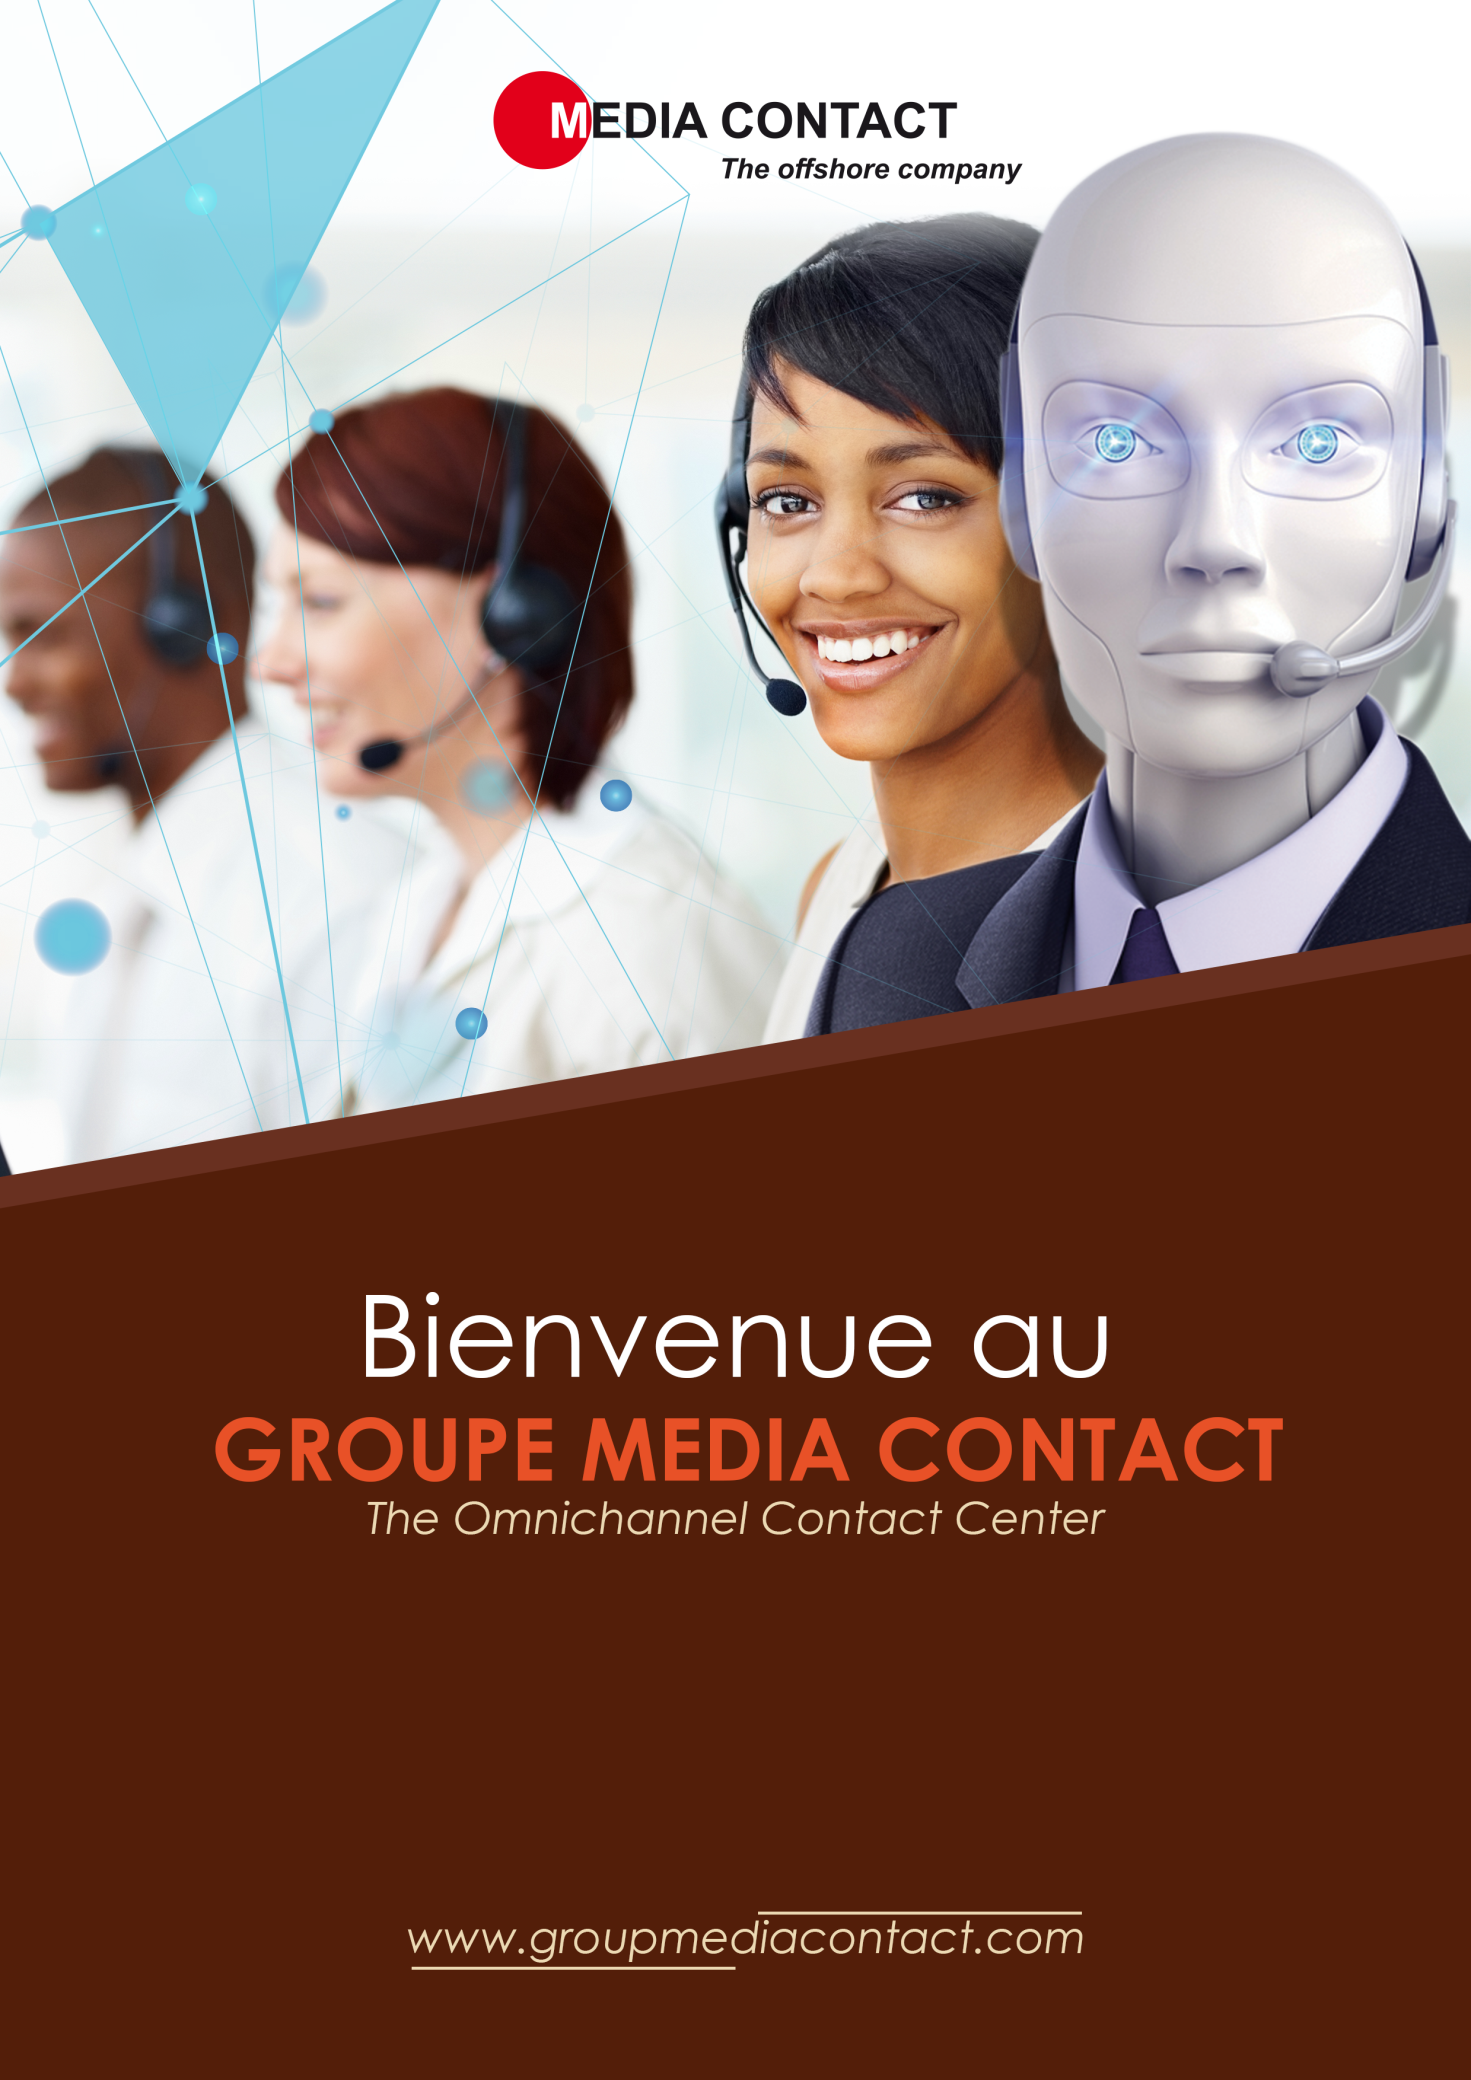 MEDIA CONTACT
The offshore company
Bienvenue au
GROUPE MEDIA CONTACT
The Omnichannel Contact Center
www.groupmediacontact.com